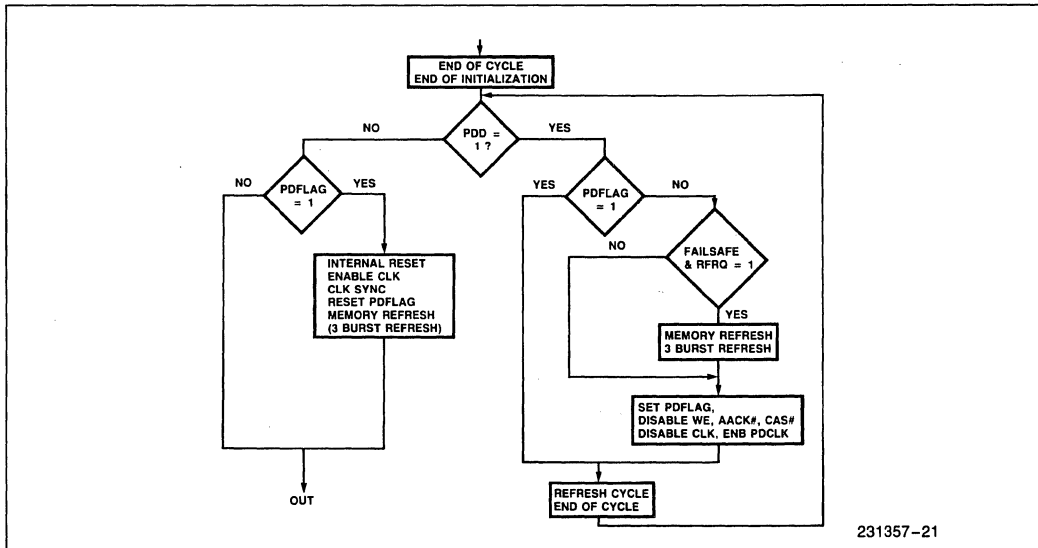 END OF CYCLE
END OF INITIALIZATION
NO
PDD =
1 ?
YES
NO
PDFLAG
= 1
YES
YES
PDFLAG
= 1
NO
INTERNAL RESET
ENABLE CLK
CLK SYNC
RESET PDFLAG
MEMORY REFRESH
(3 BURST REFRESH)
NO
FAILSAFE
& RFRQ = 1
YES
MEMORY REFRESH
3 BURST REFRESH
SET PDFLAG,
DISABLE WE, AACK#, CAS#
DISABLE CLK, ENB PDCLK
OUT
REFRESH CYCLE
END OF CYCLE
231357–21